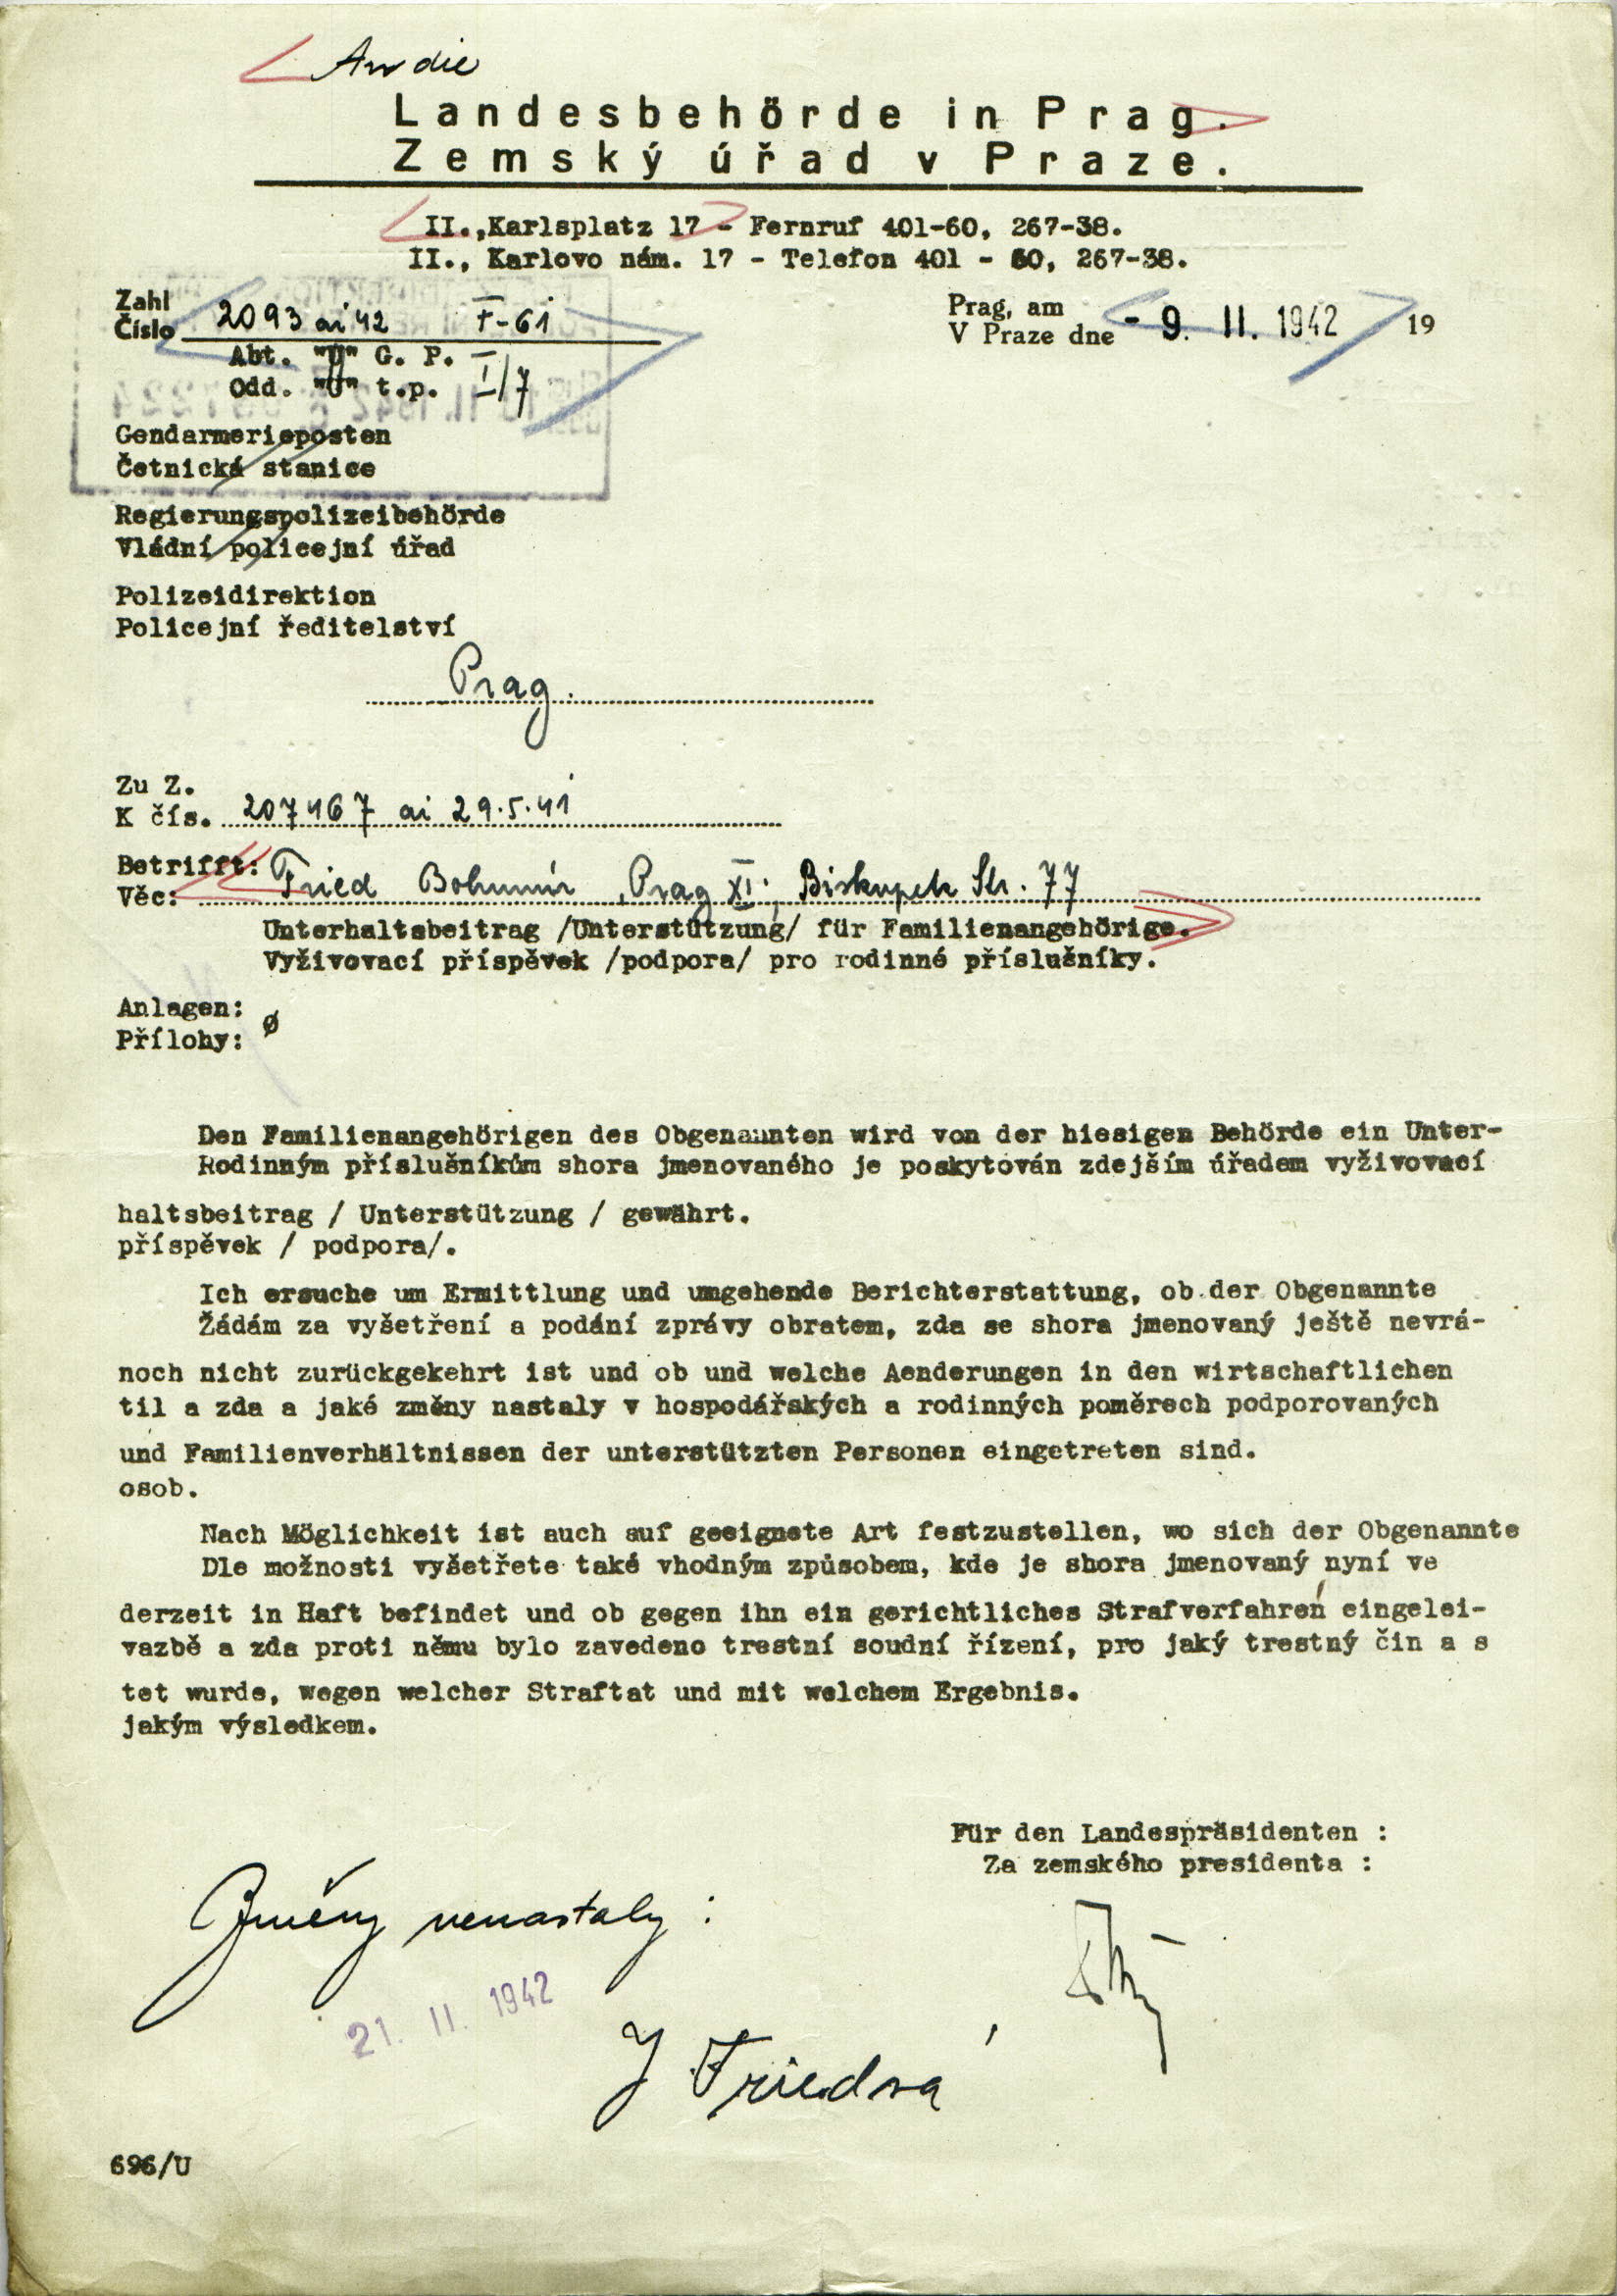 An die
Landesbehörde in Prag.
Zemský úřad v Praze.
II.,Karlsplatz 17 - Fernruf 401-60, 267-38.
II., Karlovo nám. 17 - Telefon 401 - 60, 267-38.
Zahl
Číslo 2093 ai 42 F-61
Prag, am
V Praze dne - 9. II. 1942 19
Abt. "U" G. P.
Odd. "U" t.p. I/7
Gendarmerieposten
Četnická stanice
Regierungspolizeibehörde
Vládní policejní úřad
Polizeidirektion
Policejní ředitelství
Prag.
Zu Z.
K čís. 207467 ai 29.5.41
Betrifft:
Věc: Fried Bohumír, Prag XI., Biskupek Str. 77
Unterhaltsbeitrag /Unterstützung/ für Familienangehörige.
Vyživovací příspěvek /podpora/ pro rodinné příslušníky.
Anlagen:
Přílohy: ø
Den Familienangehörigen des Obgenannten wird von der hiesigen Behörde ein Unter-
Rodinným příslušníkům shora jmenovaného je poskytován zdejším úřadem vyživovací
haltsbeitrag / Unterstützung / gewährt.
příspěvek / podpora/.
Ich ersuche um Ermittlung und umgehende Berichterstattung, ob der Obgenannte
Žádám za vyšetření a podání zprávy obratem, zda se shora jmenovaný ještě nevrá-
noch nicht zurückgekehrt ist und ob und welche Aenderungen in den wirtschaftlichen
til a zda a jaké změny nastaly v hospodářských a rodinných poměrech podporovaných
und Familienverhältnissen der unterstützten Personen eingetreten sind.
osob.
Nach Möglichkeit ist auch auf geeignete Art festzustellen, wo sich der Obgenannte
Dle možnosti vyšetřete také vhodným způsobem, kde je shora jmenovaný nyní ve
derzeit in Haft befindet und ob gegen ihn ein gerichtliches Strafverfahren eingelei-
vazbě a zda proti němu bylo zavedeno trestní soudní řízení, pro jaký trestný čin a s
tet wurde, wegen welcher Straftat und mit welchem Ergebnis.
jakým výsledkem.
Für den Landespräsidenten :
Za zemského presidenta :
Změny nenastaly :
21. II. 1942
J Friedová
696/U